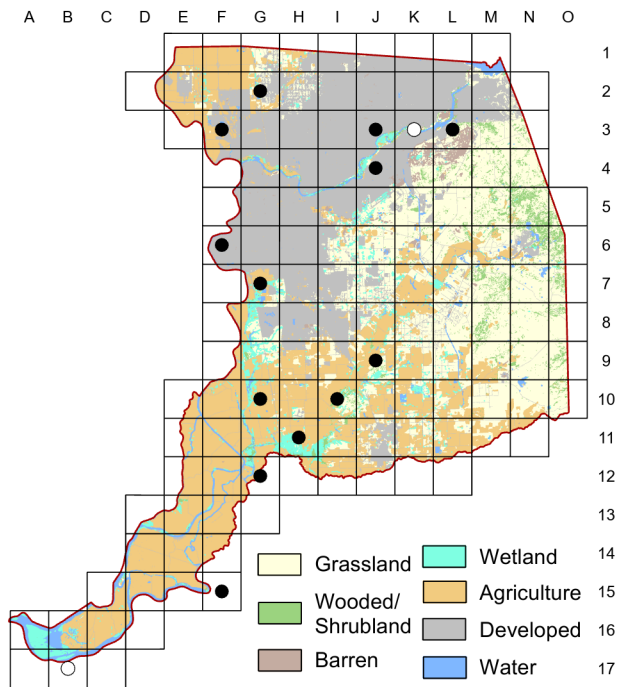 A B C D E F G H I J K L M N O
1
2
3
4
5
6
7
8
9
10
11
12
13
14
15
16
17
Grassland
Wooded/
Shrubland
Barren
Wetland
Agriculture
Developed
Water